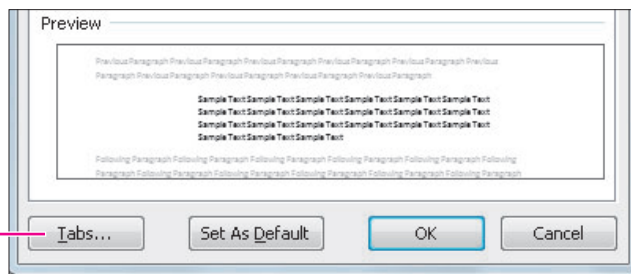 Preview
Previous Paragraph Previous Paragraph Previous Paragraph Previous Paragraph Previous
Paragraph Previous Paragraph Previous Paragraph Previous Paragraph Previous Paragraph
Sample Text Sample Text Sample Text Sample Text Sample Text Sample Text
Sample Text Sample Text Sample Text Sample Text Sample Text Sample Text
Sample Text Sample Text Sample Text Sample Text Sample Text Sample Text
Sample Text Sample Text Sample Text
Following Paragraph Following Paragraph Following Paragraph Following Paragraph Following
Paragraph Following Paragraph Following Paragraph Following Paragraph Following Paragraph
Tabs...
Set As Default
OK
Cancel